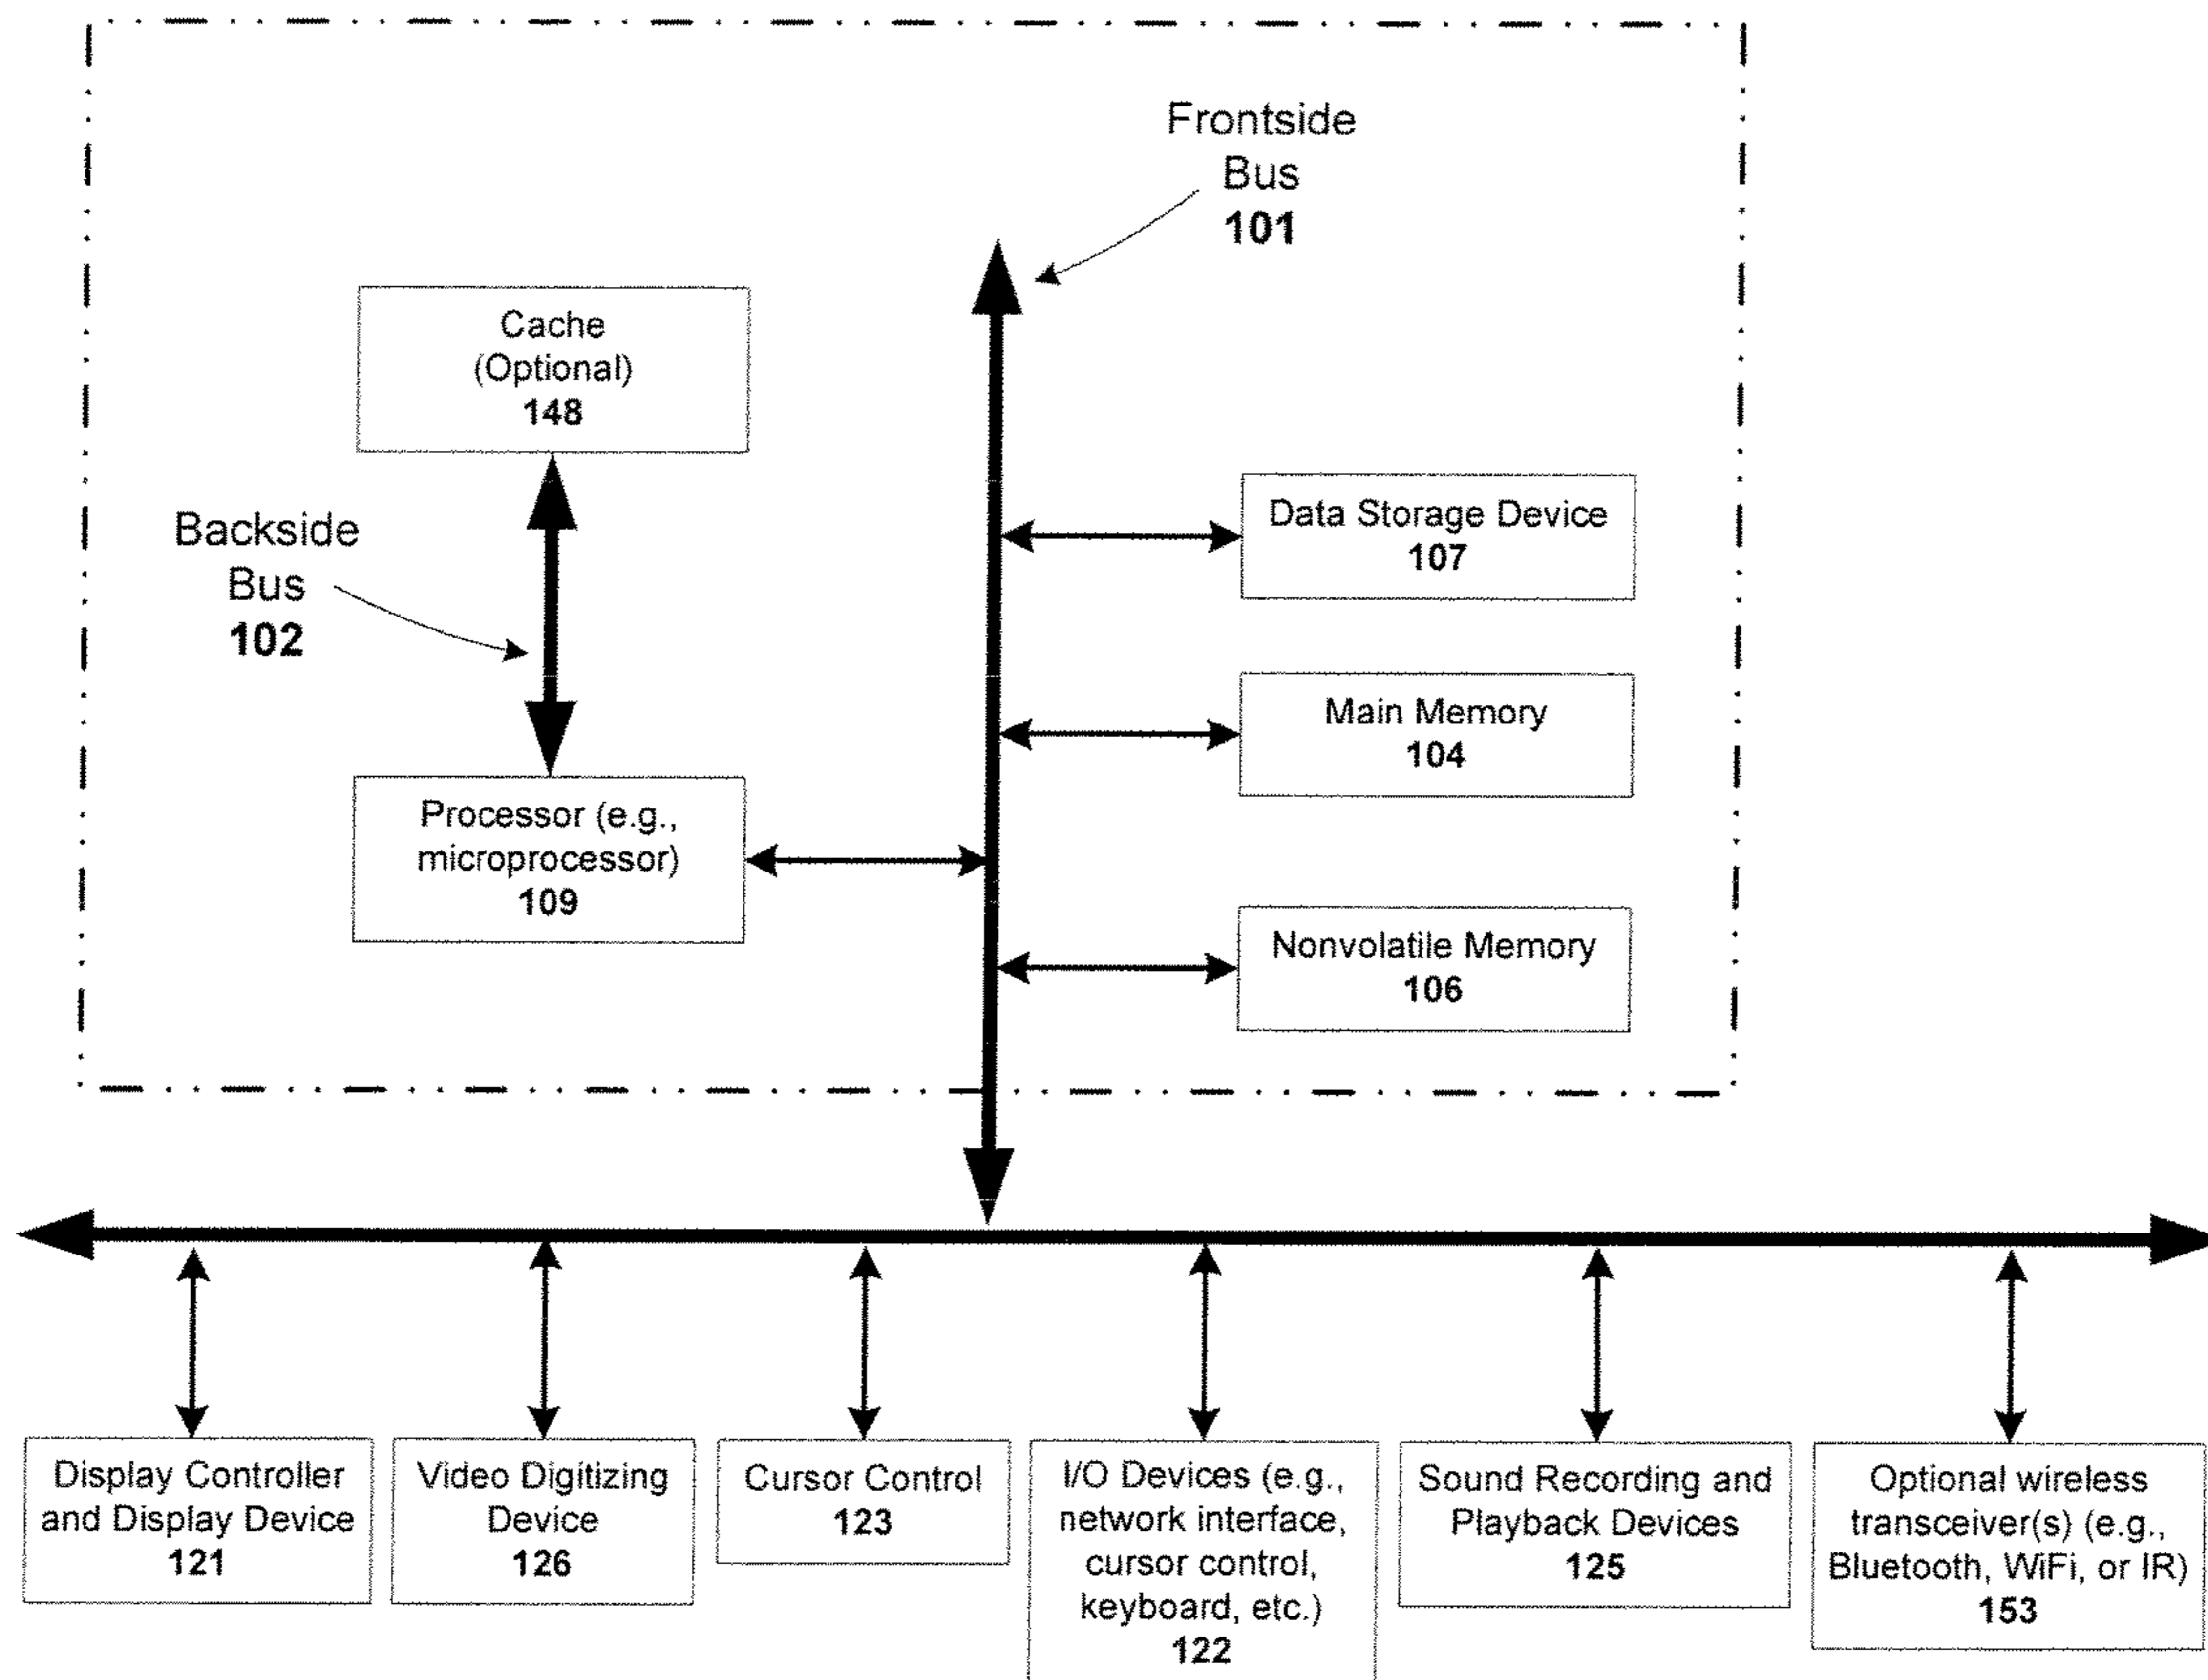 Frontside
Bus
101
Cache
(Optional)
148
Backside
Bus
102
Data Storage Device
107
Main Memory
104
Processor (e.g.,
microprocessor)
109
Nonvolatile Memory
106
Display Controller
and Display Device
121
Video Digitizing
Device
126
Cursor Control
123
I/O Devices (e.g.,
network interface,
cursor control,
keyboard, etc.)
122
Sound Recording and
Playback Devices
125
Optional wireless
transceiver(s) (e.g.,
Bluetooth, WiFi, or IR)
153